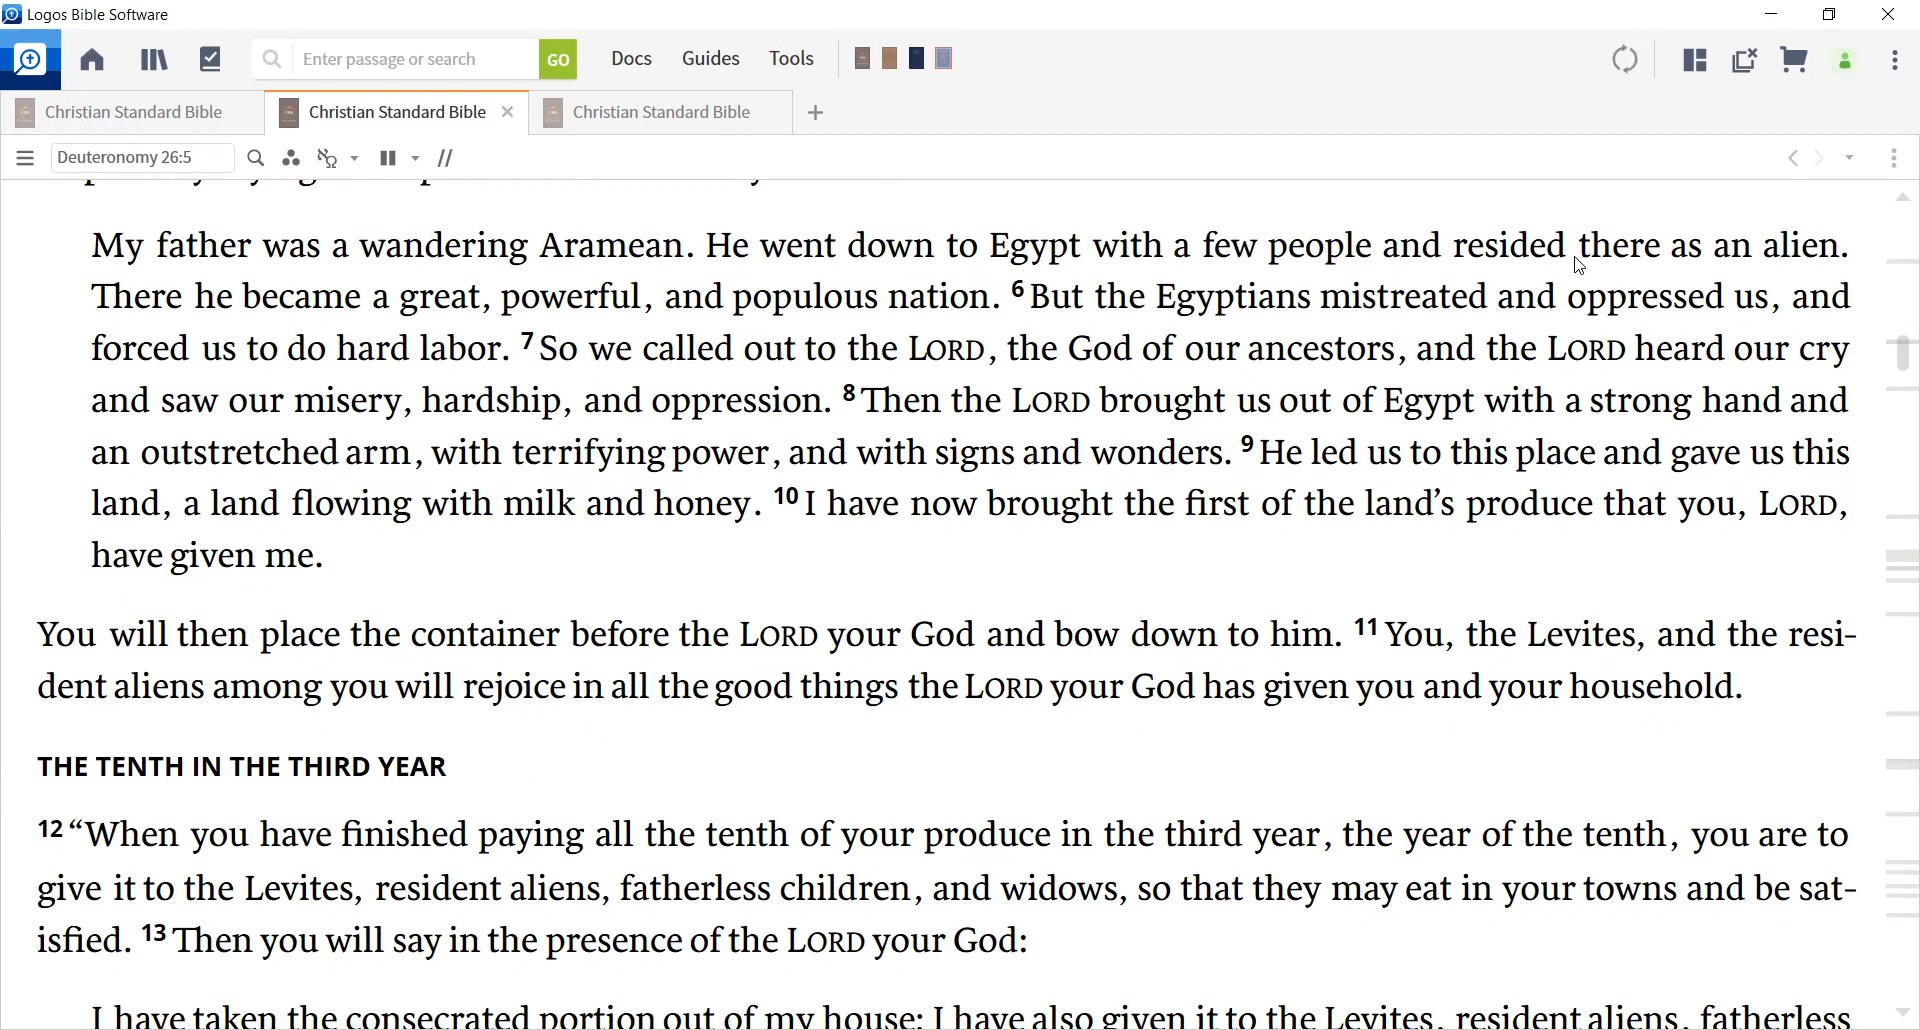 Logos Bible Software
Enter passage or search GO Docs Guides Tools
Christian Standard Bible Christian Standard Bible Christian Standard Bible
Deuteronomy 26:5
My father was a wandering Aramean. He went down to Egypt with a few people and resided there as an alien.
There he became a great, powerful, and populous nation. 6 But the Egyptians mistreated and oppressed us, and
forced us to do hard labor. 7 So we called out to the LORD, the God of our ancestors, and the LORD heard our cry
and saw our misery, hardship, and oppression. 8 Then the LORD brought us out of Egypt with a strong hand and
an outstretched arm, with terrifying power, and with signs and wonders. 9 He led us to this place and gave us this
land, a land flowing with milk and honey. 10 I have now brought the first of the land’s produce that you, LORD,
have given me.
You will then place the container before the LORD your God and bow down to him. 11 You, the Levites, and the resi-
dent aliens among you will rejoice in all the good things the LORD your God has given you and your household.
THE TENTH IN THE THIRD YEAR
12 “When you have finished paying all the tenth of your produce in the third year, the year of the tenth, you are to
give it to the Levites, resident aliens, fatherless children, and widows, so that they may eat in your towns and be sat-
isfied. 13 Then you will say in the presence of the LORD your God:
I have taken the consecrated portion out of my house; I have also given it to the Levites, resident aliens, fatherless